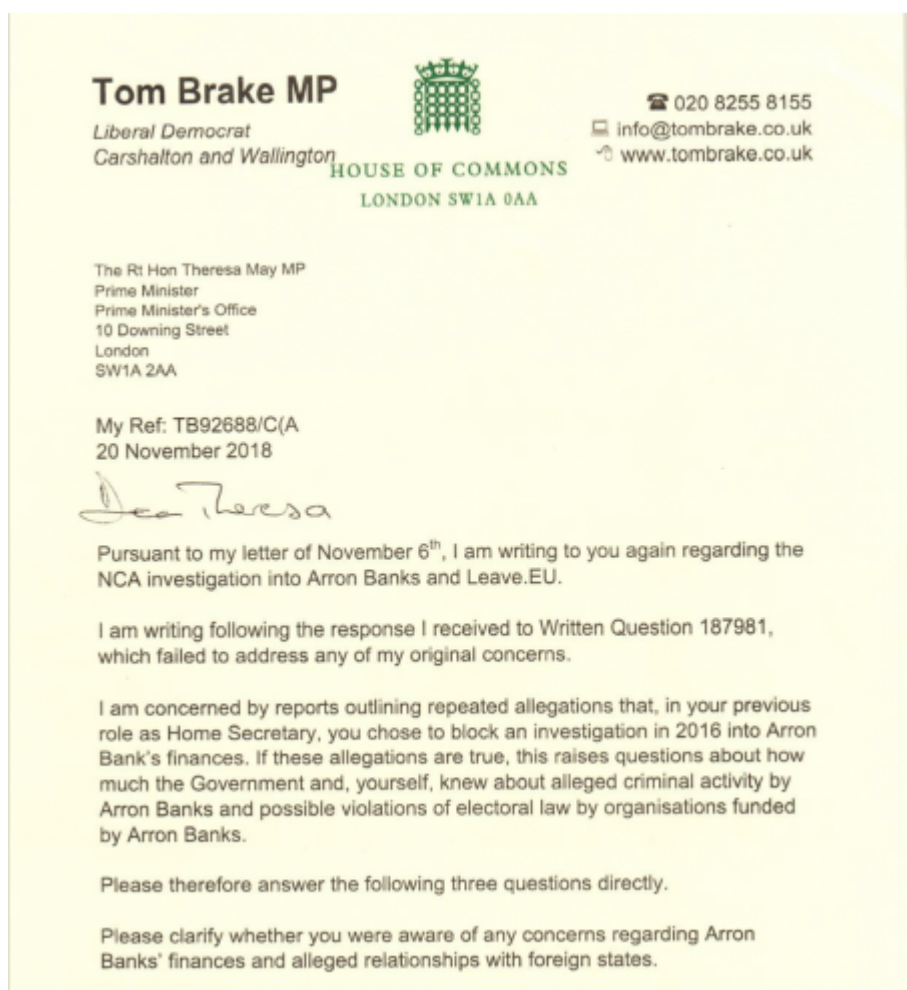 Tom Brake MP
Liberal Democrat
Carshalton and Wallington
HOUSE OF COMMONS
LONDON SW1A 0AA
020 8255 8155
info@tombrake.co.uk
www.tombrake.co.uk
The Rt Hon Theresa May MP
Prime Minister
Prime Minister's Office
10 Downing Street
London
SW1A 2AA
My Ref: TB92688/C(A
20 November 2018
Dear Theresa
Pursuant to my letter of November 6th, I am writing to you again regarding the
NCA investigation into Arron Banks and Leave.EU.
I am writing following the response I received to Written Question 187981,
which failed to address any of my original concerns.
I am concerned by reports outlining repeated allegations that, in your previous
role as Home Secretary, you chose to block an investigation in 2016 into Arron
Bank's finances. If these allegations are true, this raises questions about how
much the Government and, yourself, knew about alleged criminal activity by
Arron Banks and possible violations of electoral law by organisations funded
by Arron Banks.
Please therefore answer the following three questions directly.
Please clarify whether you were aware of any concerns regarding Arron
Banks' finances and alleged relationships with foreign states.